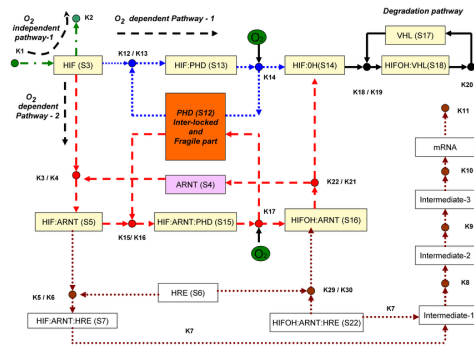 O2
independent
pathway-1
K2
O2 dependent Pathway - 1
O2
Degradation pathway
VHL (S17)
K1
HIF (S3)
K12 / K13
HIF:PHD (S13)
K14
HIF:0H(S14)
K18 / K19
HIFOH:VHL(S18)
K20
O2
dependent
Pathway - 2
PHD (S12)
Inter-locked
and
Fragile part
K11
mRNA
K3 / K4
ARNT (S4)
K22 / K21
K10
Intermediate-3
HIF:ARNT (S5)
K15/ K16
HIF:ARNT:PHD (S15)
K17
HIFOH:ARNT (S16)
K9
O2
Intermediate-2
K5 / K6
HRE (S6)
K29 / K30
K8
HIF:ARNT:HRE (S7)
HIFOH:ARNT:HRE (S22)
K7
Intermediate-1
K7